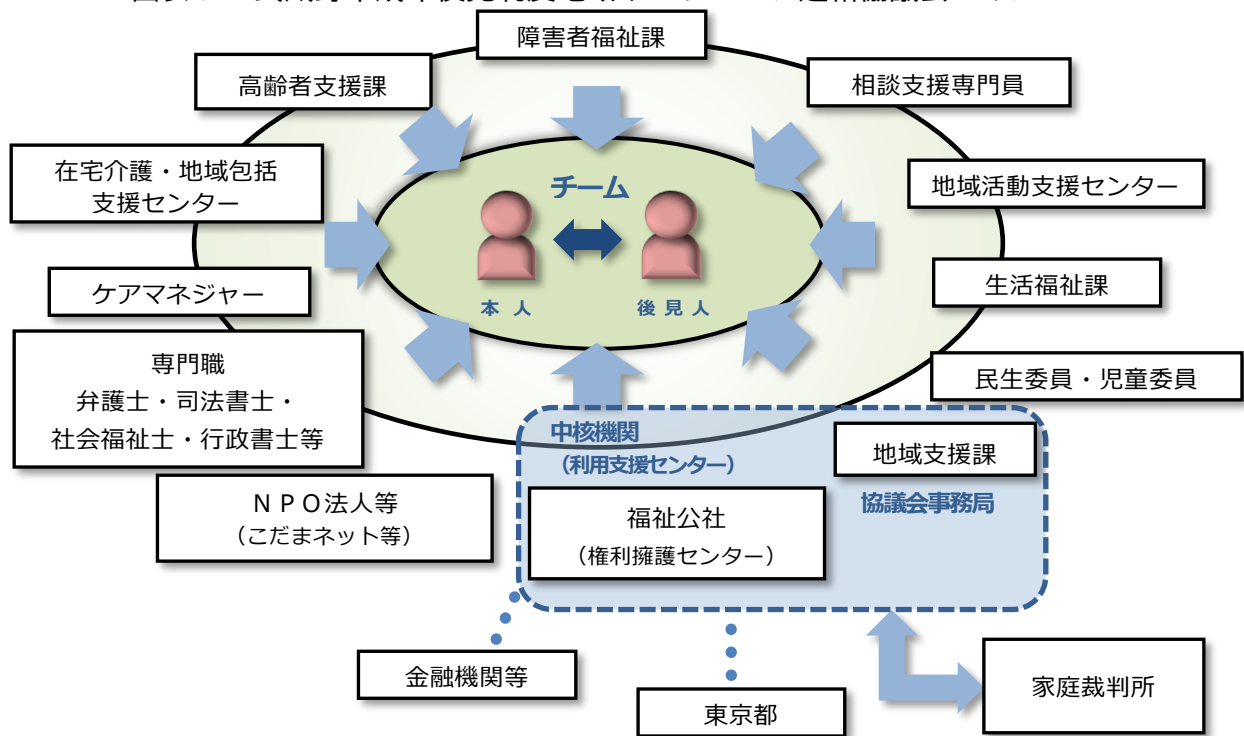 障害者福祉課
高齢者支援課
相談支援専門員
在宅介護・地域包括
支援センター
チーム
地域活動支援センター
本 人
後 見 人
ケアマネジャー
生活福祉課
専門職
弁護士・司法書士・
社会福祉士・行政書士等
民生委員・児童委員
中核機関
（利用支援センター）
地域支援課
協議会事務局
ＮＰＯ法人等
（こだまネット等）
福祉公社
（権利擁護センター）
金融機関等
東京都
家庭裁判所